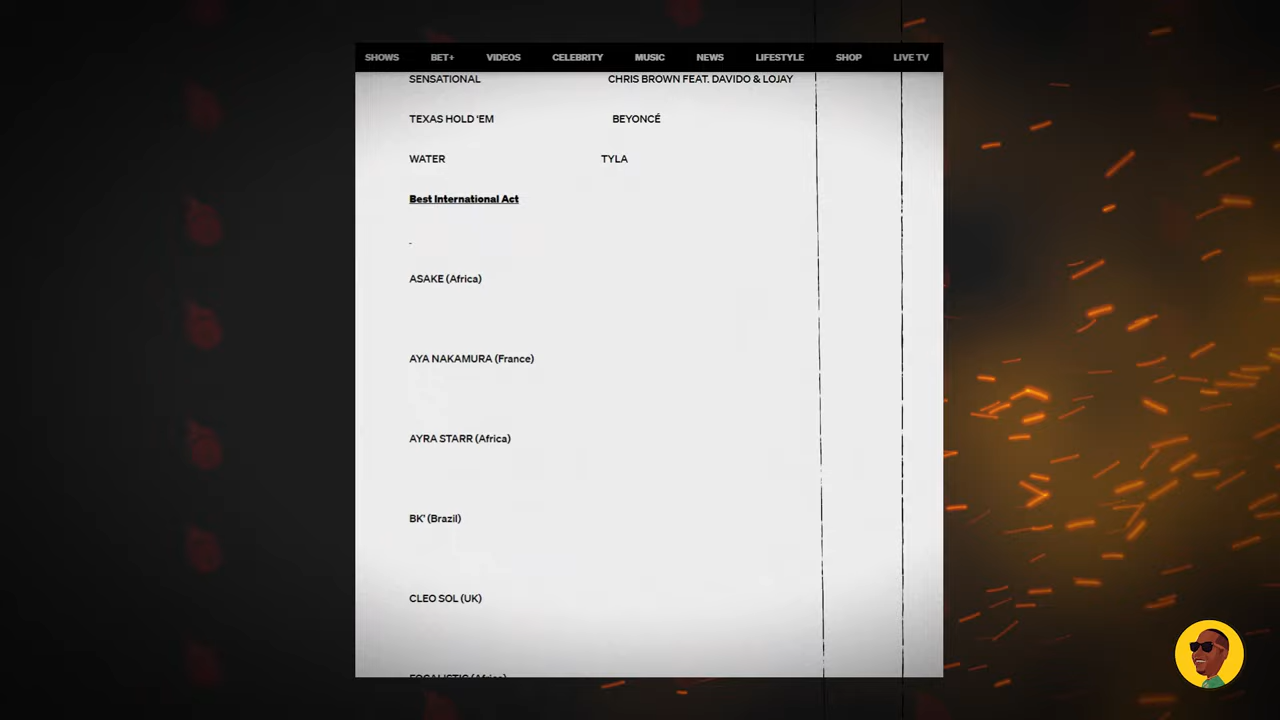 SHOWS BET+ VIDEOS CELEBRITY MUSIC NEWS LIFESTYLE SHOP LIVE TV
SENSATIONAL CHRIS BROWN FEAT. DAVIDO & LOJAY
TEXAS HOLD 'EM BEYONCÉ
WATER TYLA
Best International Act
-
ASAKE (Africa)
AYA NAKAMURA (France)
AYRA STARR (Africa)
BK' (Brazil)
CLEO SOL (UK)
FOCALISTIC (Africa)